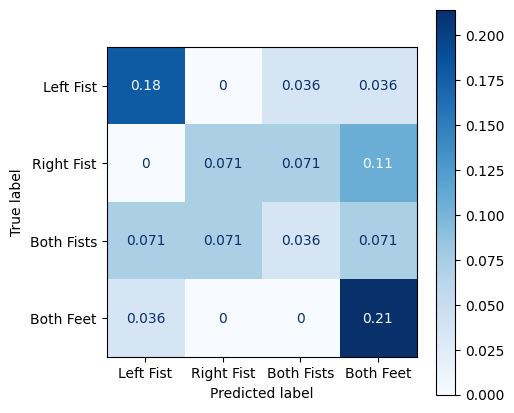 0.200
0.175
0.150
0.125
0.100
0.075
0.050
0.025
0.000
True label
Left Fist 0.18 0 0.036 0.036
Right Fist 0 0.071 0.071 0.11
Both Fists 0.071 0.071 0.036 0.071
Both Feet 0.036 0 0 0.21
Left Fist Right Fist Both Fists Both Feet
Predicted label